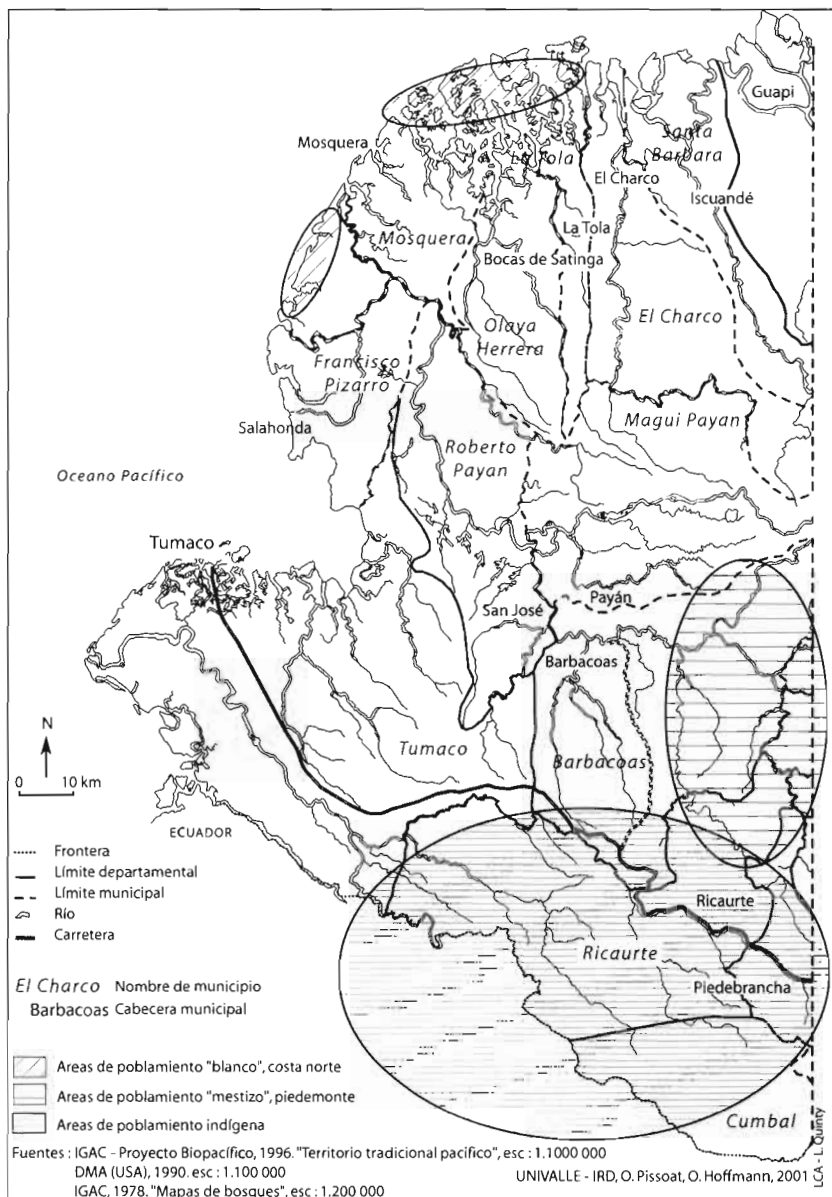 Guapi
Mosquera
Santa
Barbara
La Tola
El Charco
Iscuandé
La Tola
Mosquera
Bocas de Satinga
El Charco
Olaya
Herrera
Francisco
Pizarro
Magui Payan
Salahonda
Roberto
Payan
Oceano Pacífico
Tumaco
Payán
San José
Barbacoas
Tumaco
Barbacoas
N
0 10 km
ECUADOR
Frontera
Límite departamental
Límite municipal
Río
Carretera
Ricaurte
Ricaurte
Piedebrancha
El Charco Nombre de municipio
Barbacoas Cabecera municipal
Areas de poblamiento "blanco", costa norte
Areas de poblamiento "mestizo", piedemonte
Areas de poblamiento indígena
Cumbal
Fuentes : IGAC - Proyecto Biopacífico, 1996. "Territorio tradicional pacífico", esc : 1.1000 000
DMA (USA), 1990. esc : 1.100 000
IGAC, 1978. "Mapas de bosques", esc : 1.200 000
UNIVALLE - IRD, O. Pissoat, O. Hoffmann, 2001
LCA - L. Quinty